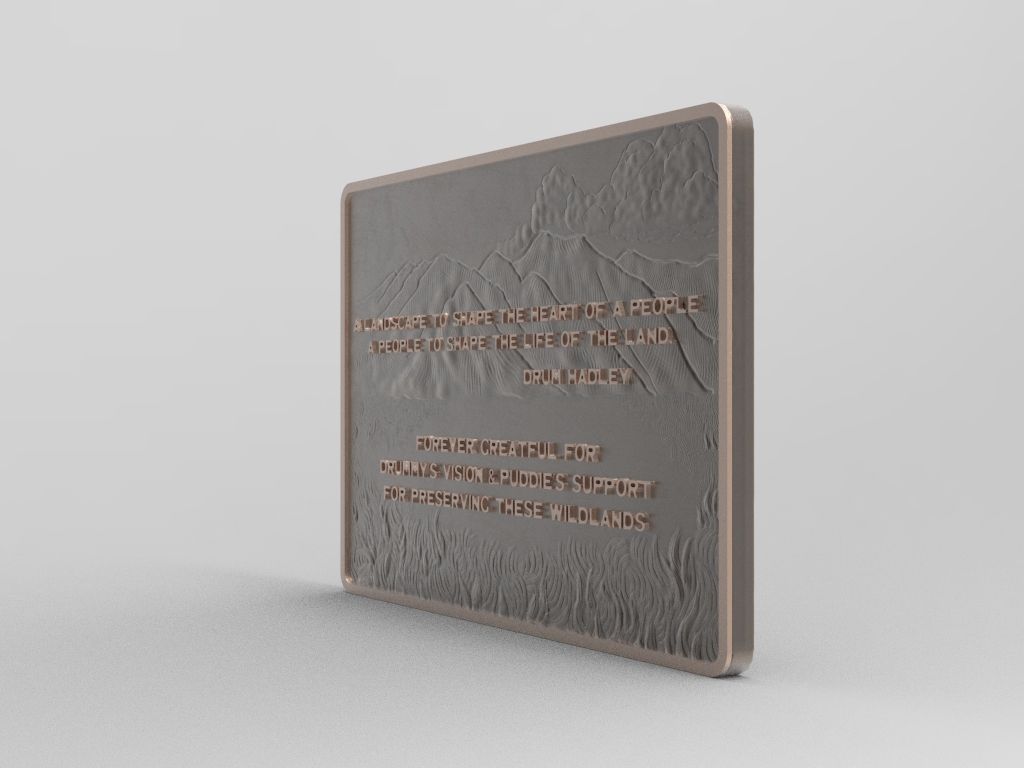 A LANDSCAPE TO SHAPE THE HEART OF A PEOPLE
A PEOPLE TO SHAPE THE LIFE OF THE LAND.
DRUM HADLEY
FOREVER CREATFUL FOR
DRUMMY'S VISION & PUDDIE'S SUPPORT
FOR PRESERVING THESE WILDLANDS